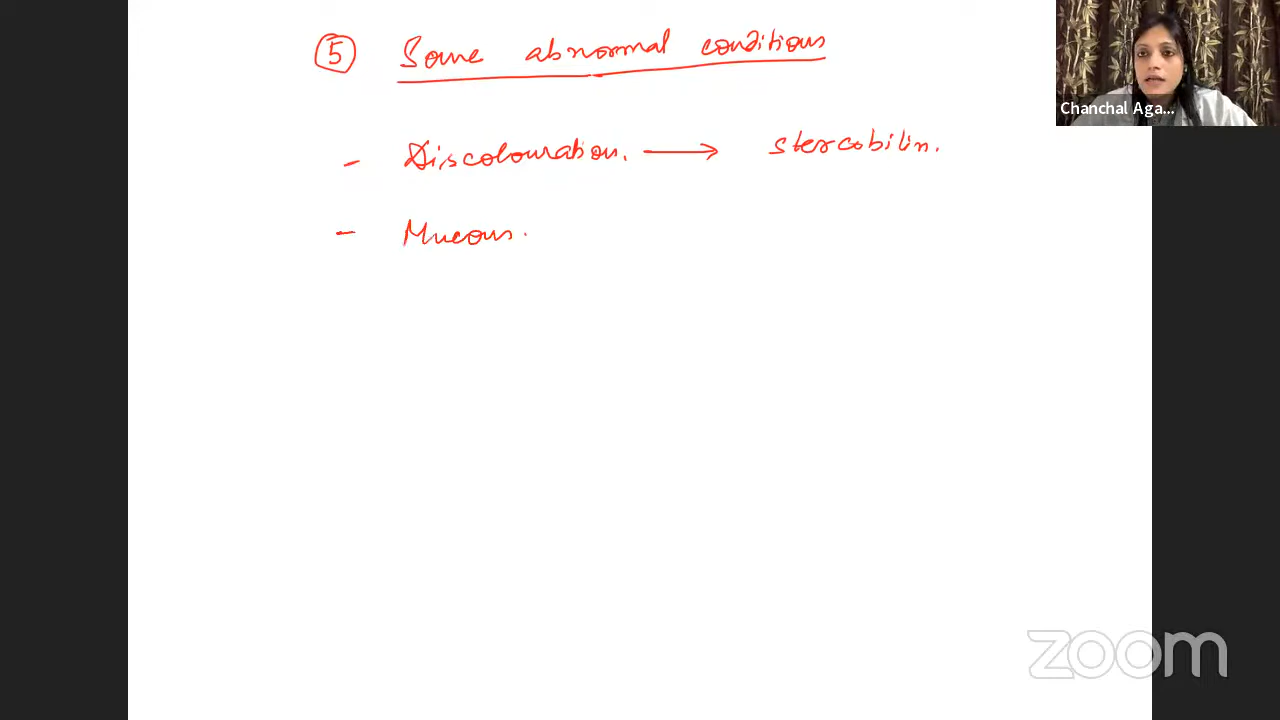 ⑤ Some abnormal conditions
Chanchal Aga...
- Discolouration. → Stercobilin.
- Mucous.
zoom